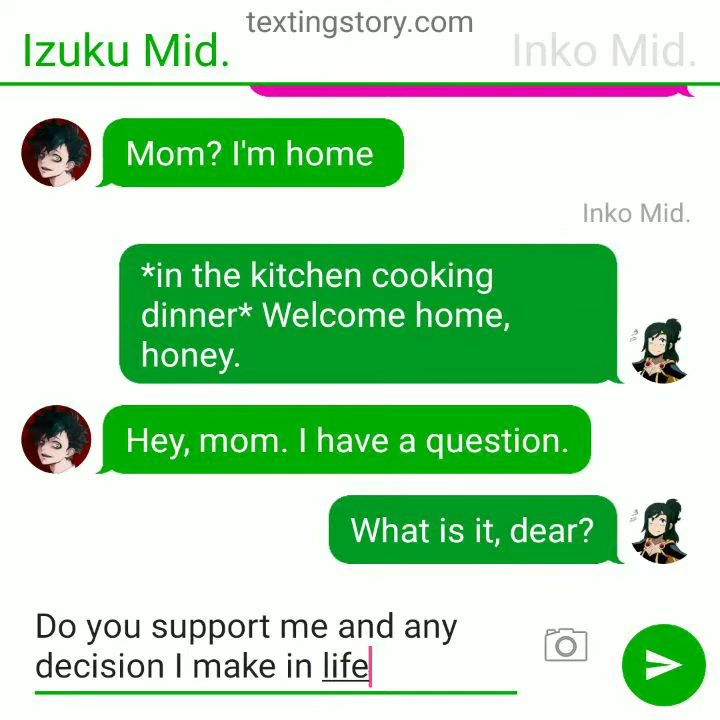 textingstory.com
Izuku Mid.
Inko Mid.
Mom? I'm home
Inko Mid.
*in the kitchen cooking
dinner* Welcome home,
honey.
Hey, mom. I have a question.
What is it, dear?
Do you support me and any
decision I make in life